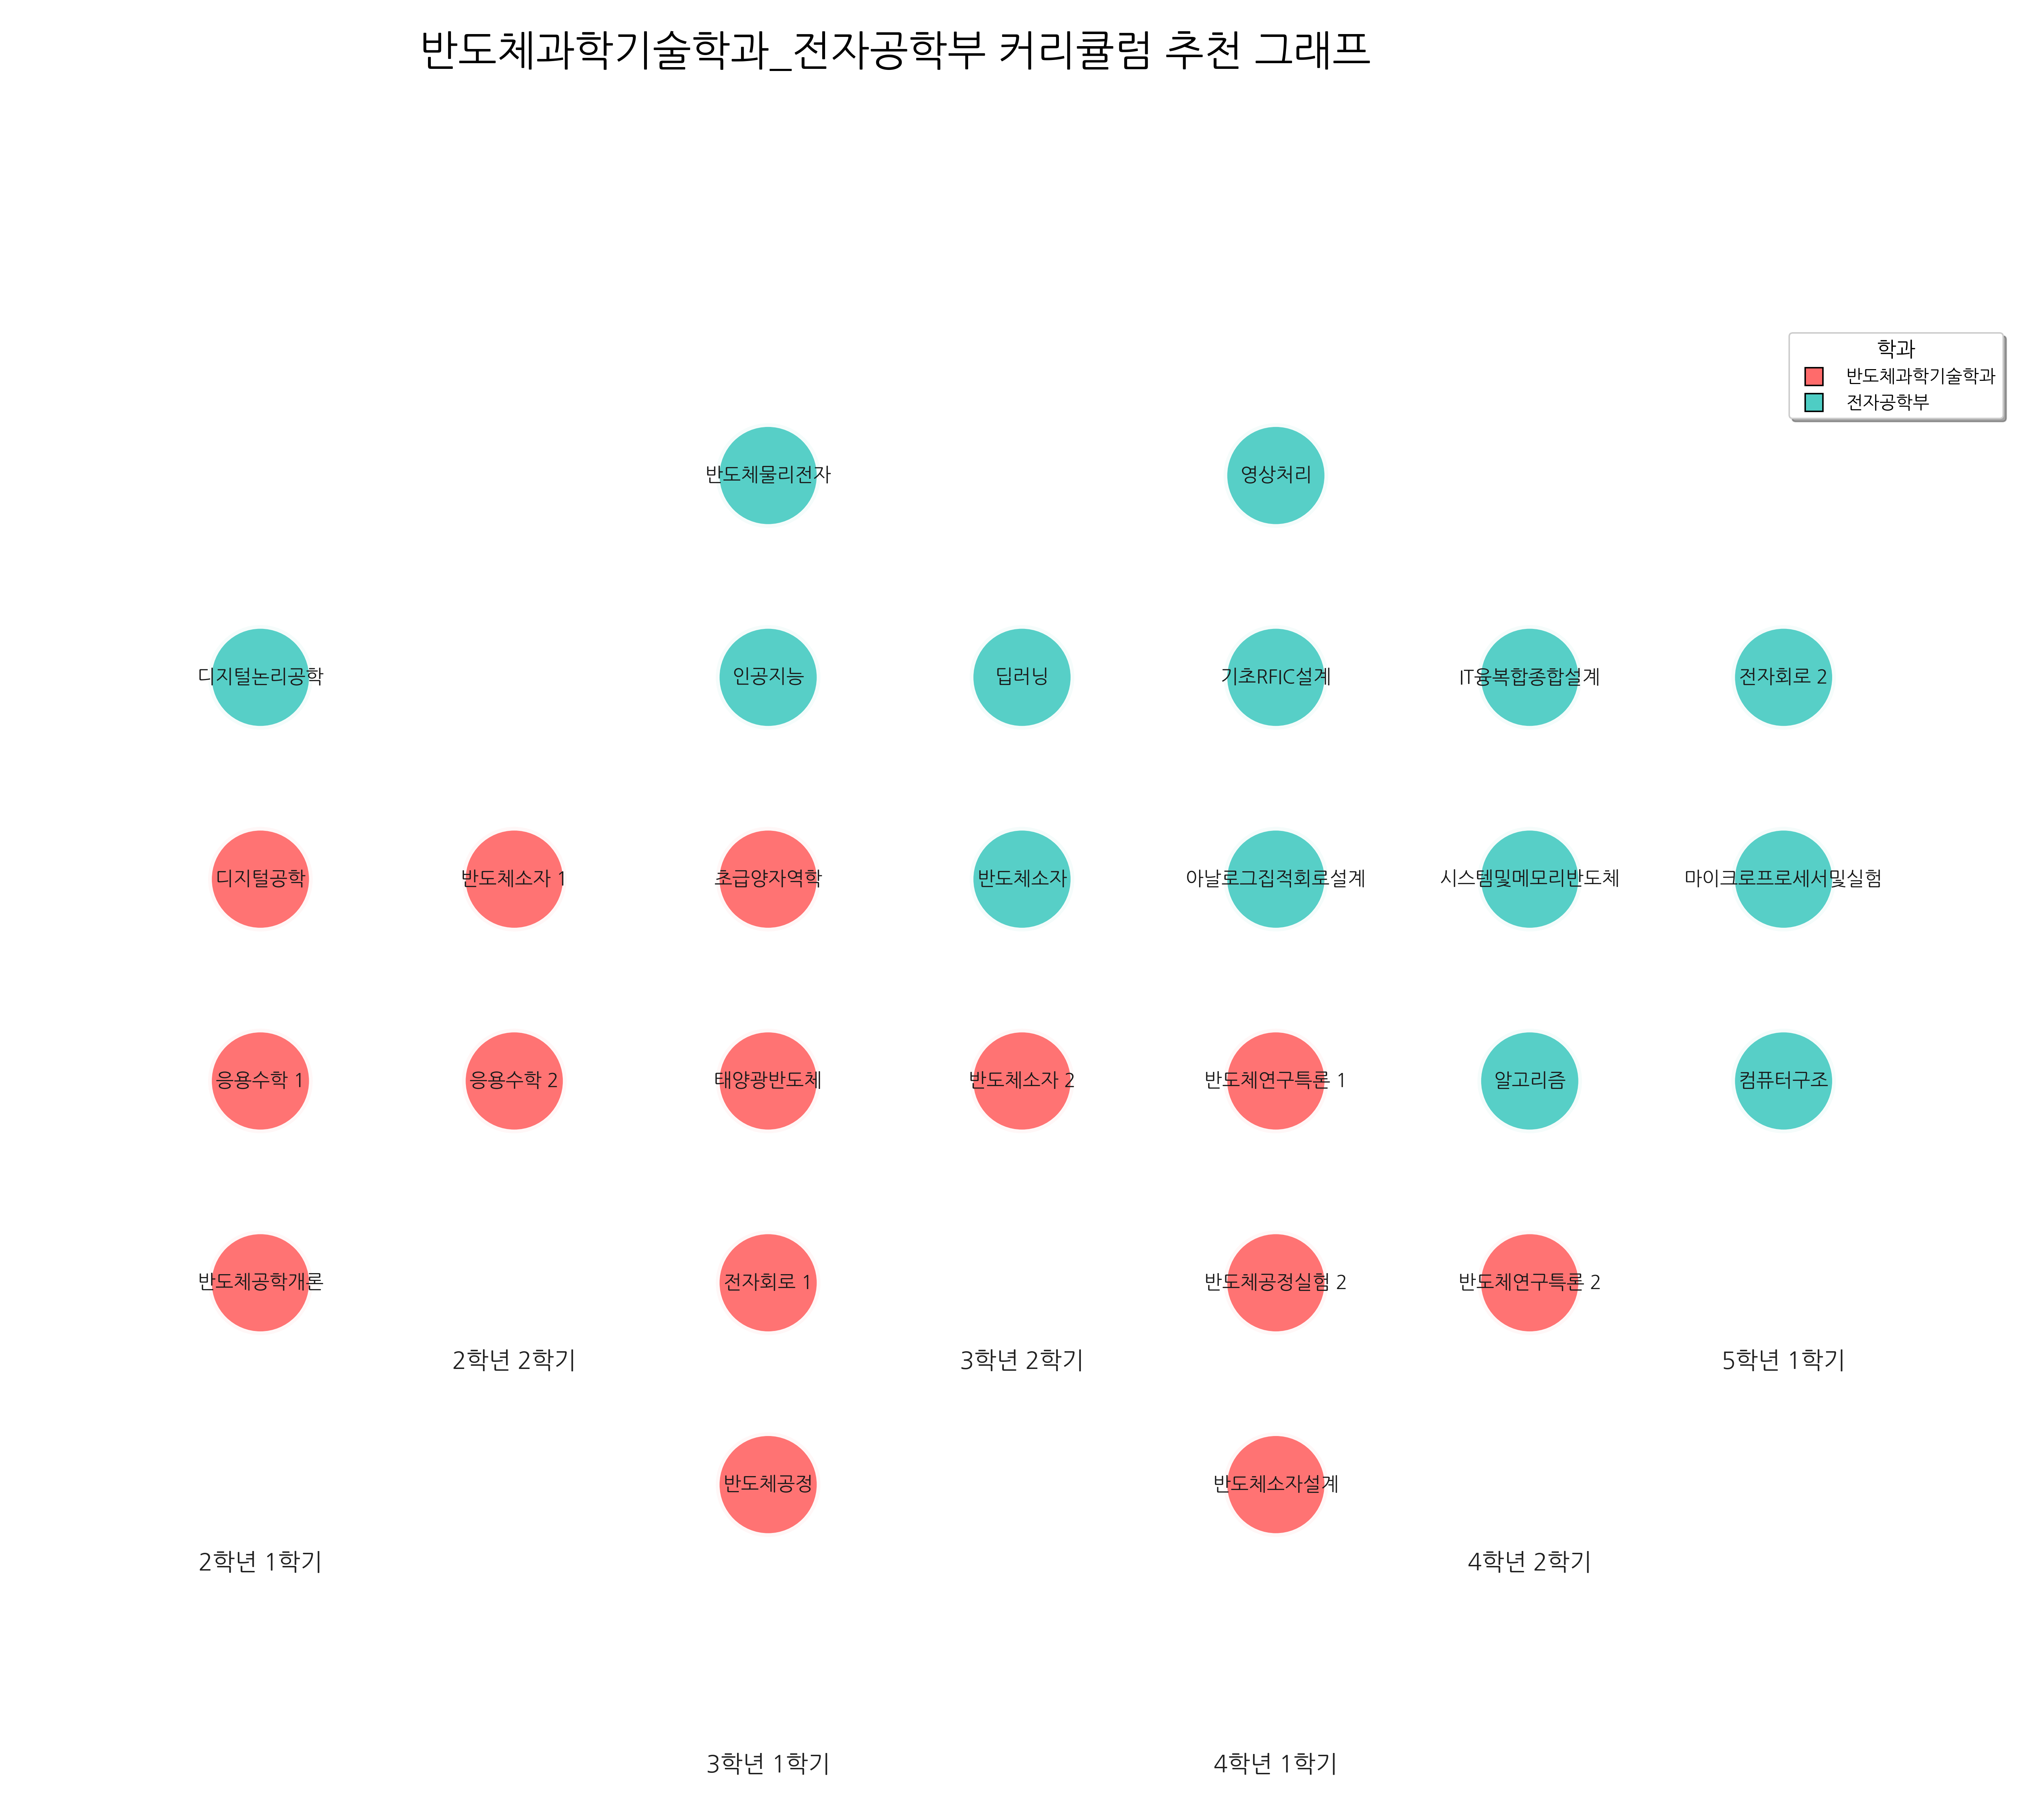 반도체과학기술학과_전자공학부 커리큘럼 추천 그래프
학과
반도체과학기술학과
전자공학부
반도체물리전자
영상처리
디지털논리공학
인공지능
딥러닝
기초RFIC설계
IT융복합종합설계
전자회로 2
디지털공학
반도체소자 1
초급양자역학
반도체소자
아날로그집적회로설계
시스템및메모리반도체
마이크로프로세서및실험
응용수학 1
응용수학 2
태양광반도체
반도체소자 2
반도체연구특론 1
알고리즘
컴퓨터구조
반도체공학개론
전자회로 1
반도체공정실험 2
반도체연구특론 2
2학년 2학기
3학년 2학기
5학년 1학기
반도체공정
반도체소자설계
2학년 1학기
4학년 2학기
3학년 1학기
4학년 1학기